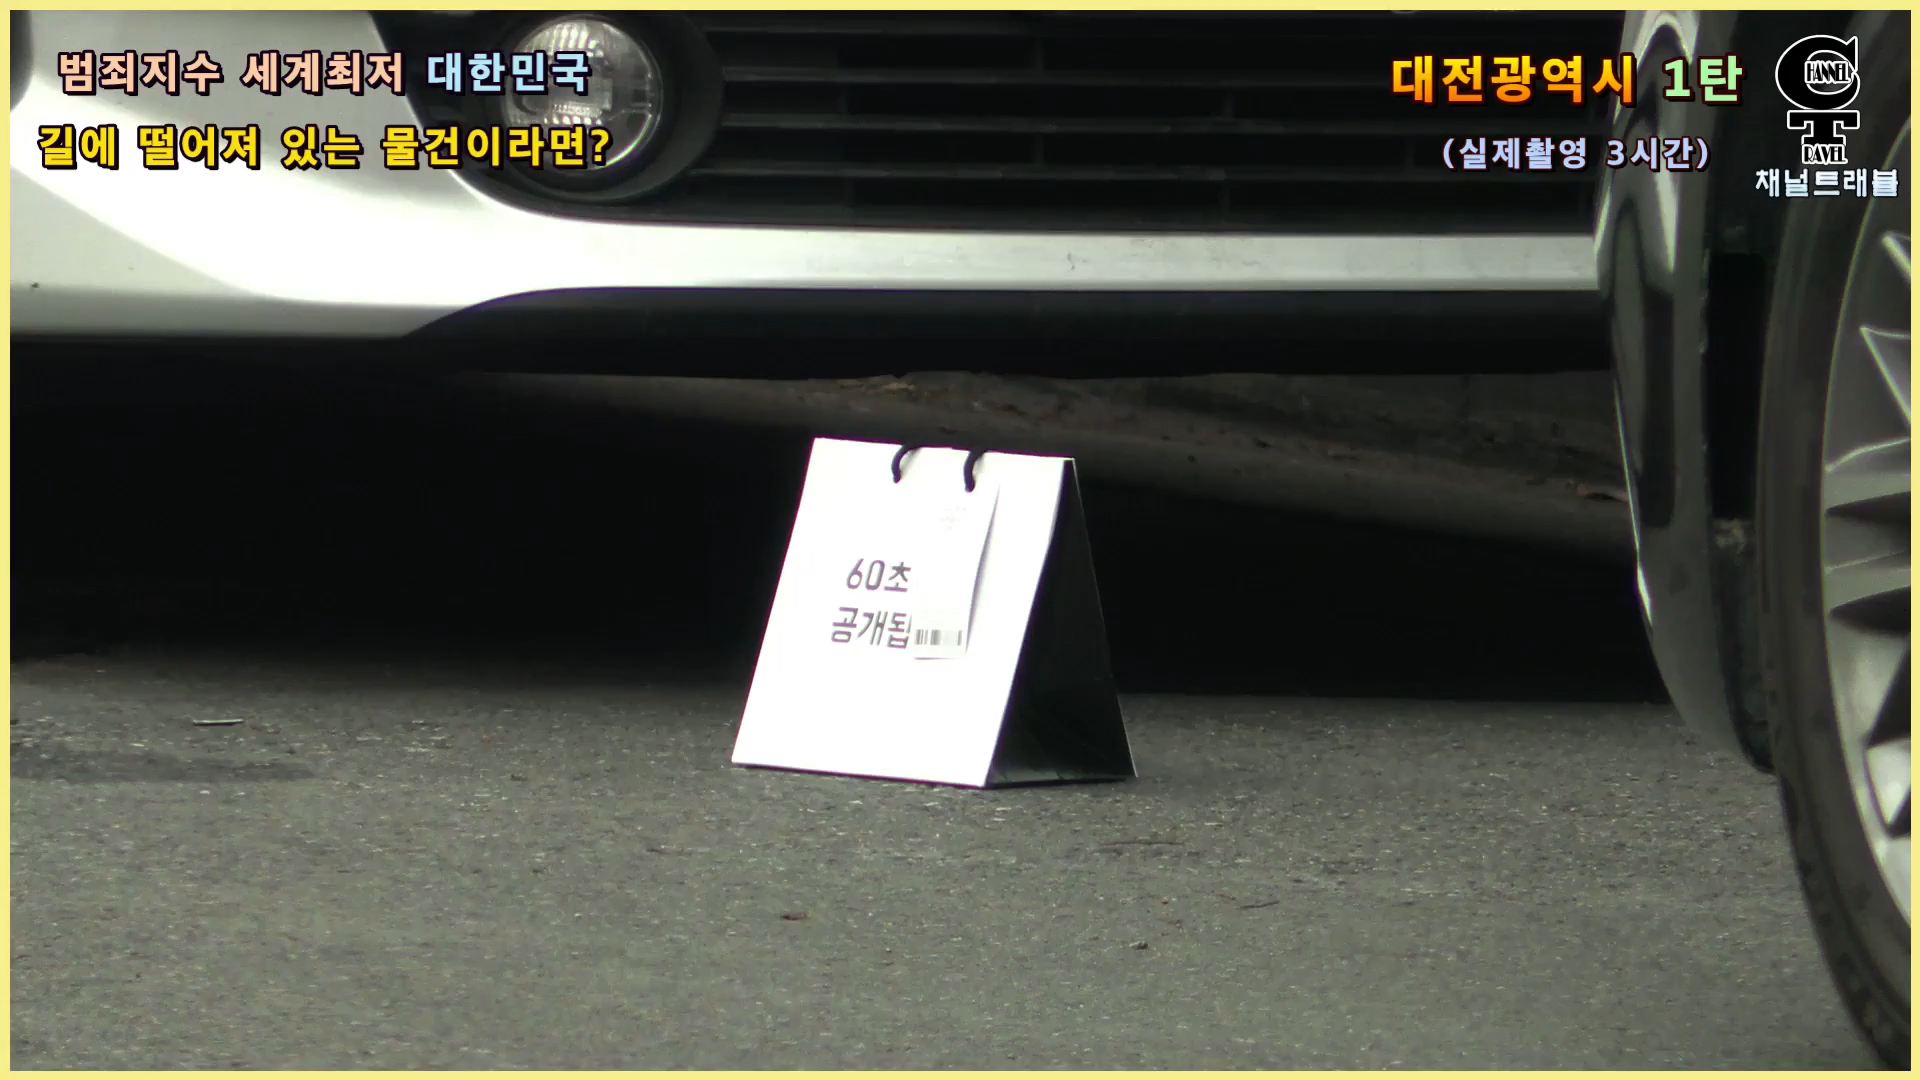 범죄지수 세계최저 대한민국
길에 떨어져 있는 물건이라면?
대전광역시 1탄
(실제촬영 3시간)
CHANNEL
TRAVEL
채널트래블
60초
공개됩